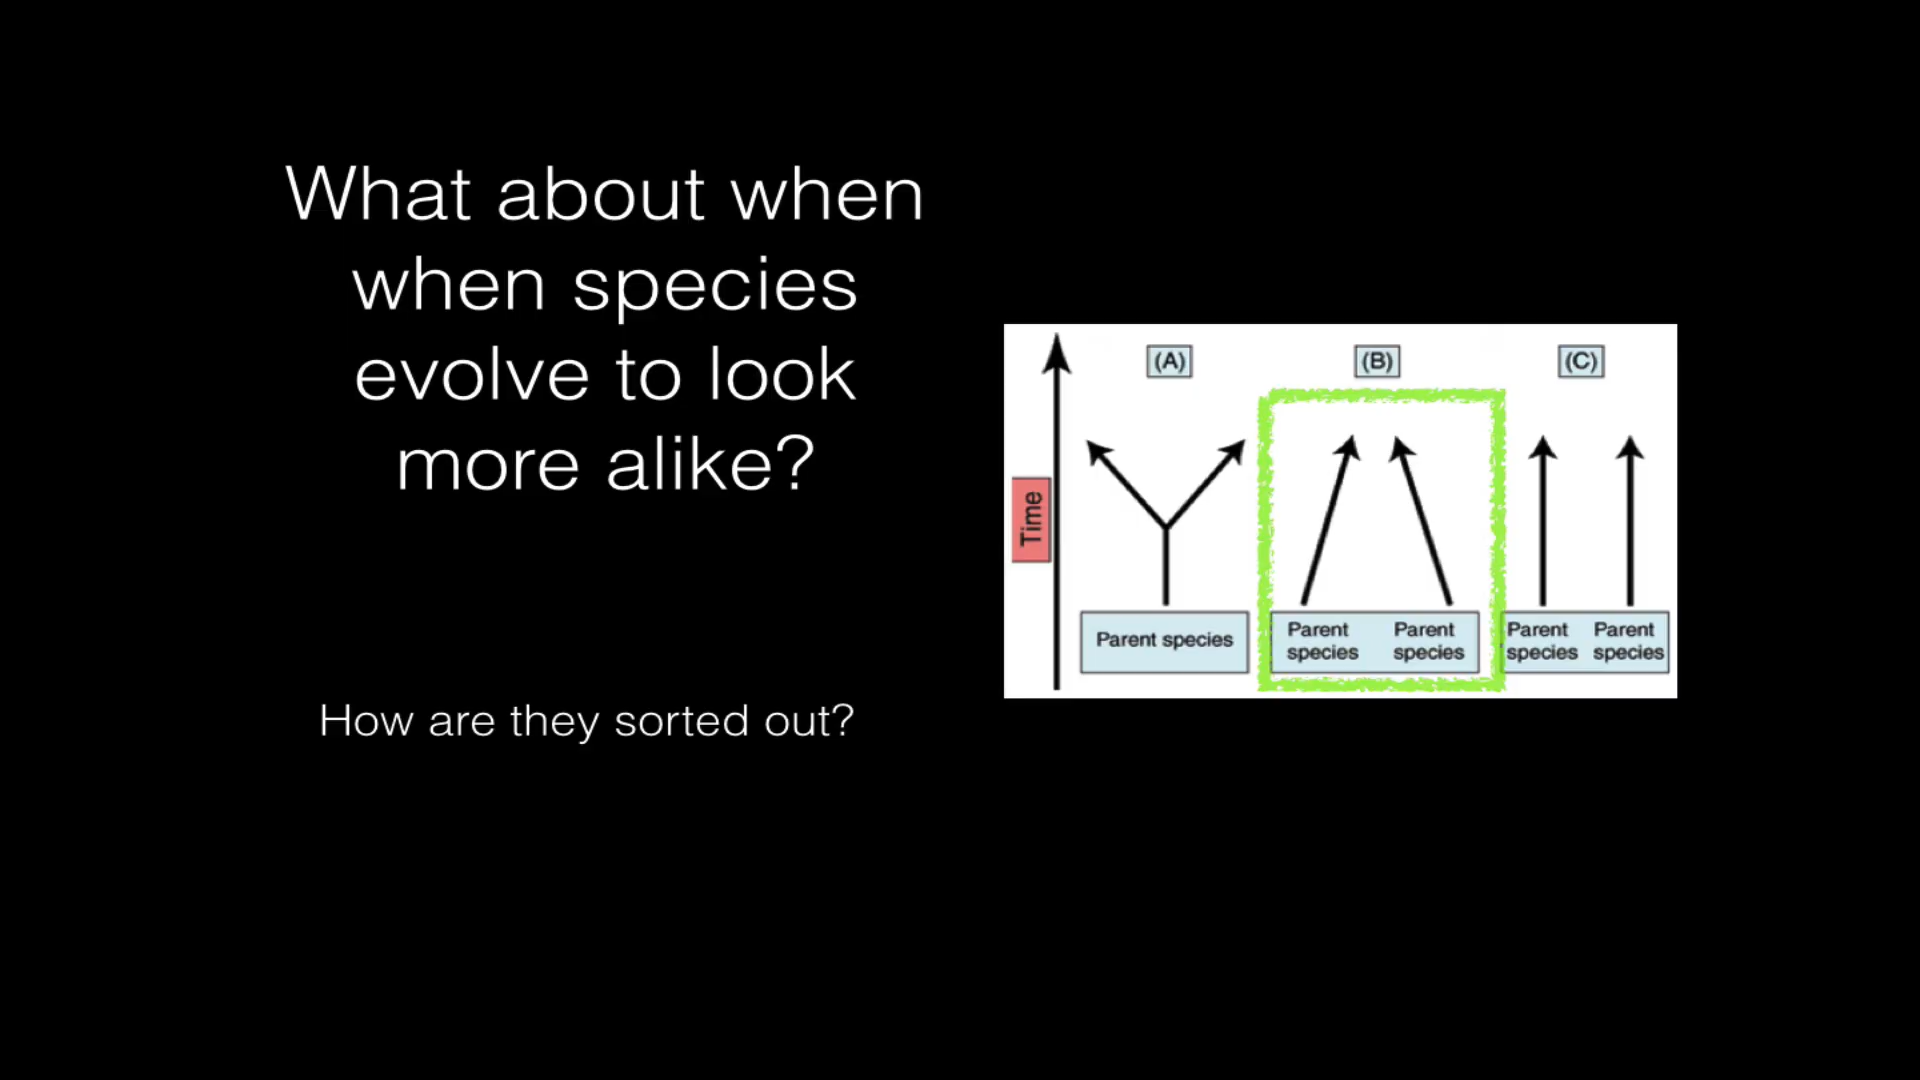 What about when
when species
evolve to look
more alike?
How are they sorted out?
(A)
(B)
(C)
Time
Parent species
Parent
species
Parent
species
Parent
species
Parent
species